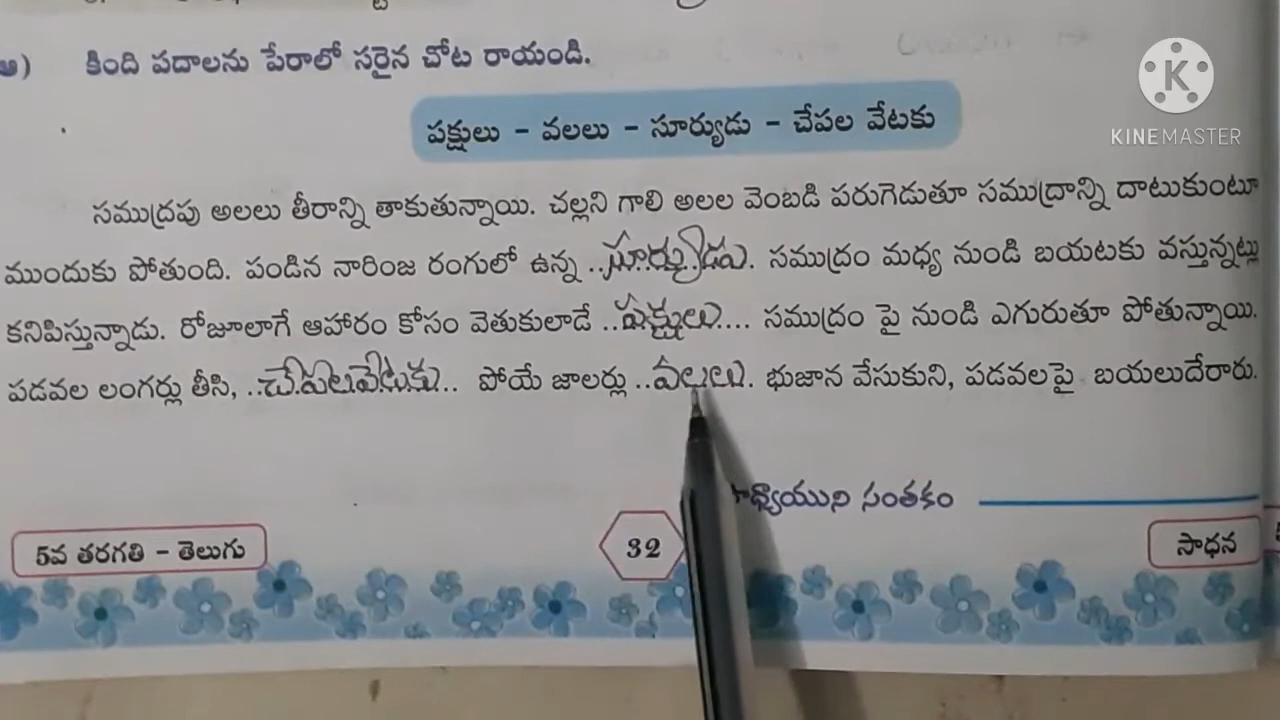 అ) కింది పదాలను పేరాలో సరైన చోట రాయండి.
KINEMASTER
పక్షులు - వలలు - సూర్యుడు - చేపల వేటకు
సముద్రపు అలలు తీరాన్ని తాకుతున్నాయి. చల్లని గాలి అలల వెంబడి పరుగెడుతూ సముద్రాన్ని దాటుకుంటూ
ముందుకు పోతుంది. పండిన నారింజ రంగులో ఉన్న ..సూర్యుడు. సముద్రం మధ్య నుండి బయటకు వస్తున్నట్లు
కనిపిస్తున్నాడు. రోజూలాగే ఆహారం కోసం వెతుకులాడే ..పక్షులు.... సముద్రం పై నుండి ఎగురుతూ పోతున్నాయి.
పడవల లంగర్లు తీసి, ..చేపలవేటకు.. పోయే జాలర్లు ..వలలు. భుజాన వేసుకుని, పడవలపై బయలుదేరారు.
సంతకం
5వ తరగతి - తెలుగు
32
సాధన